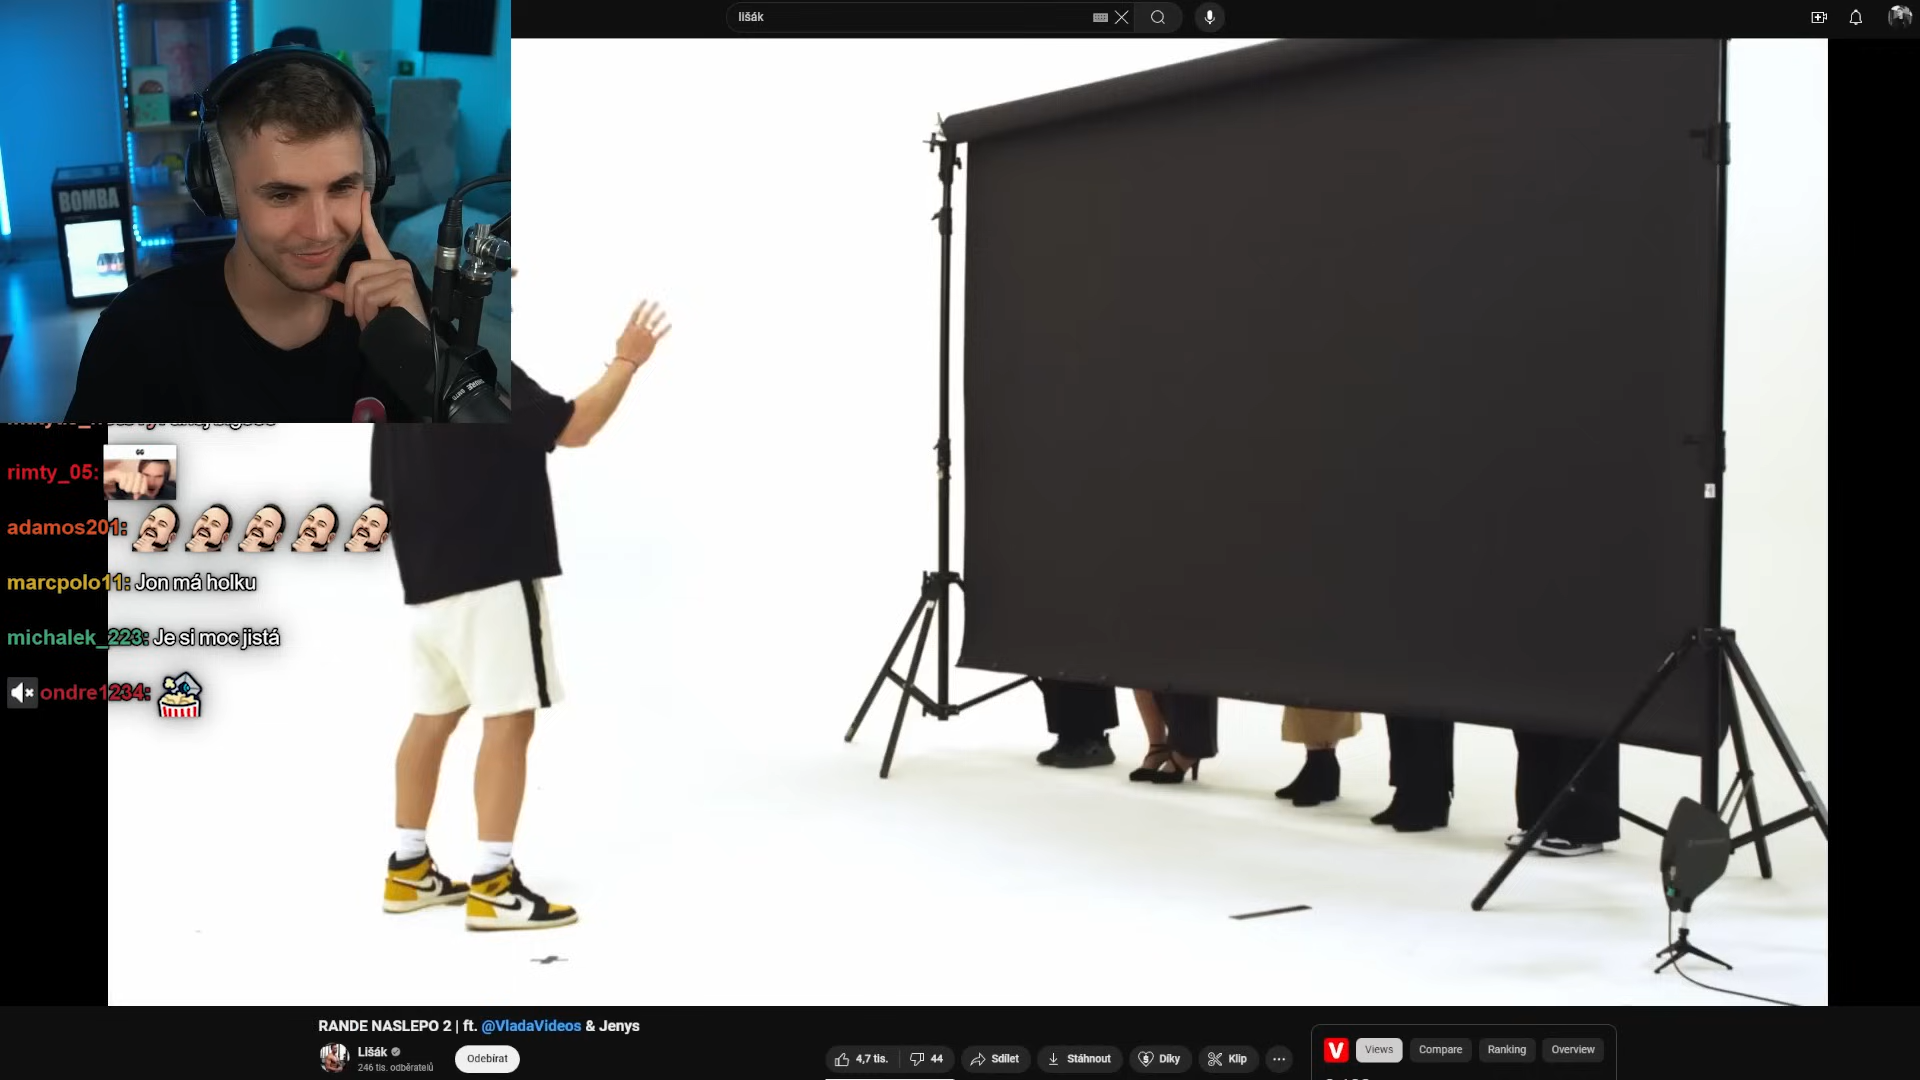 lišák
BOMBA
rimty_05:
GG
adamos201:
marcpolo11: Jon má holku
michalek_223: Je si moc jistá
ondre1234:
RANDE NASLEPO 2 | ft. @VladaVideos & Jenys
Lišák
246 tis. odběratelů
Odebírat
4,7 tis.
44
Sdílet
Stáhnout
Díky
Klip
Views
Compare
Ranking
Overview